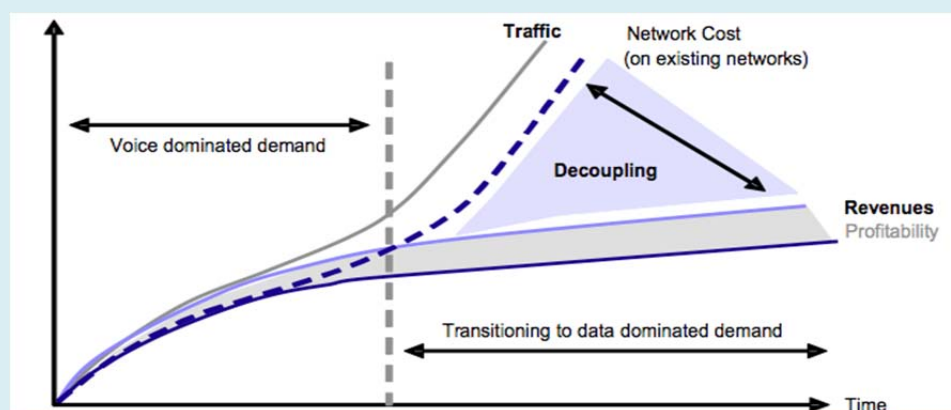 Traffic
Network Cost
(on existing networks)
Voice dominated demand
Decoupling
Revenues
Profitability
Transitioning to data dominated demand
Time